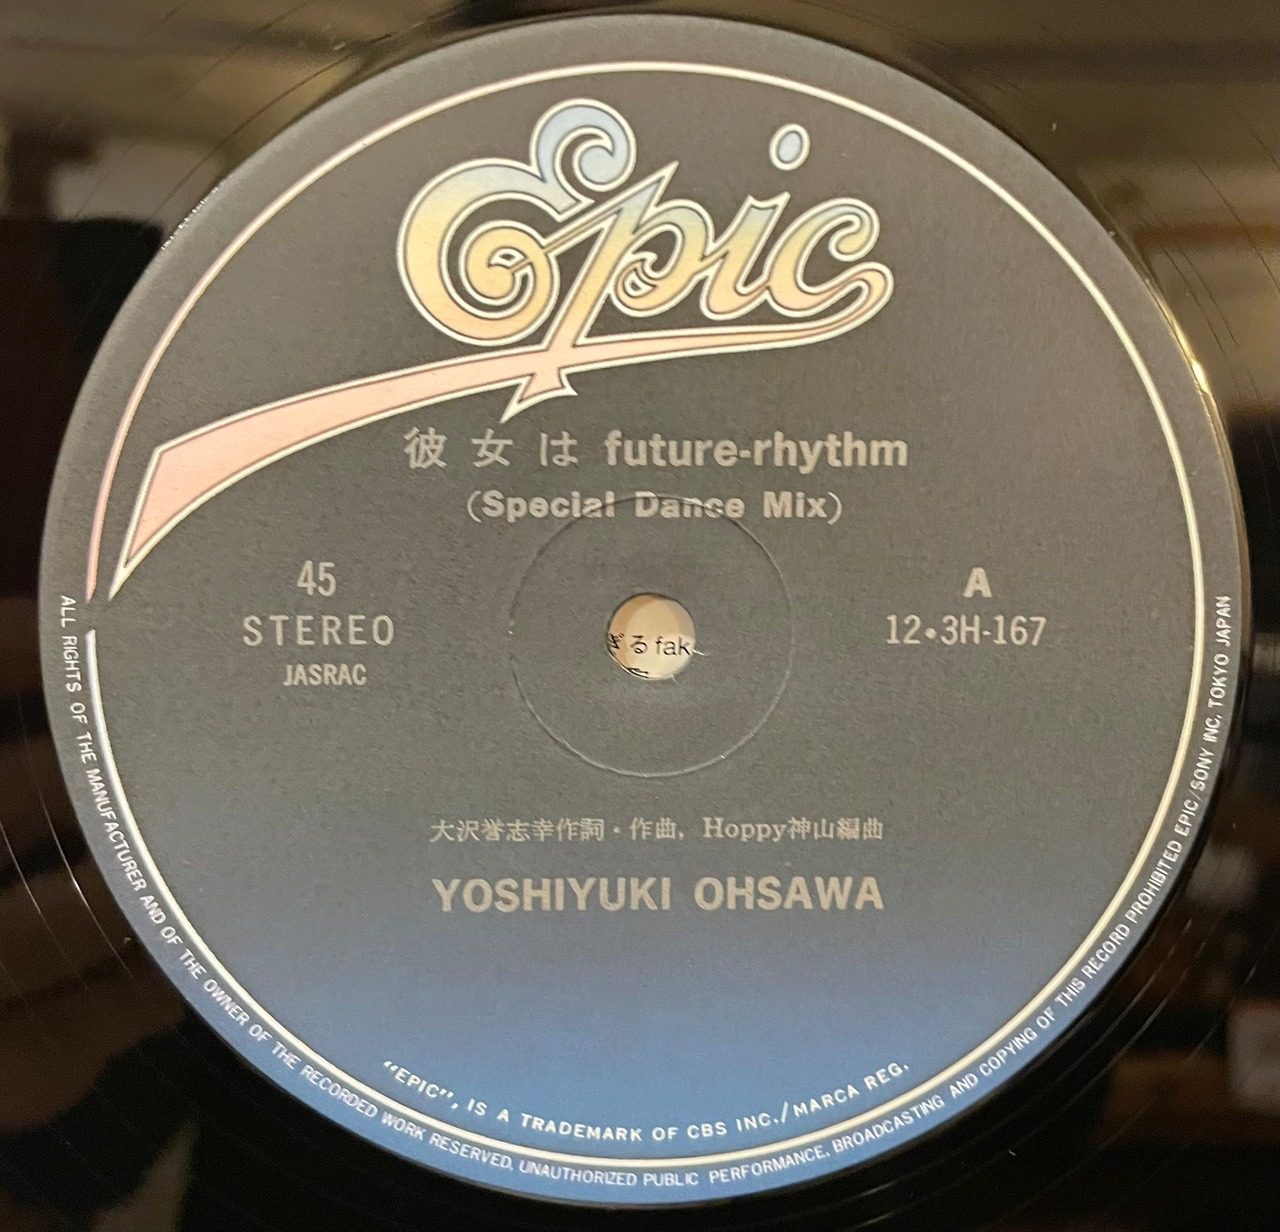 Epic
彼女は future-rhythm
(Special Dance Mix)
45
STEREO
JASRAC
A
12・3H-167
ぎる fak
大沢誉志幸作詞・作曲, Hoppy神山編曲
YOSHIYUKI OHSAWA
"EPIC", IS A TRADEMARK OF CBS INC./MARCA REG.
ALL RIGHTS OF THE MANUFACTURER AND OF THE OWNER OF THE RECORDED WORK RESERVED. UNAUTHORIZED PUBLIC PERFORMANCE, BROADCASTING AND COPYING OF THIS RECORD PROHIBITED EPIC/SONY INC. TOKYO JAPAN